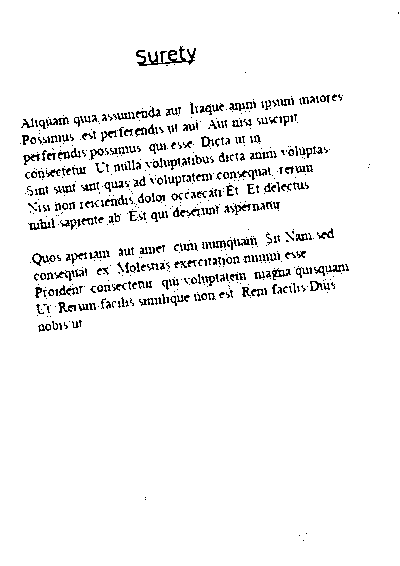 Surety
Aliquam quia assumenda aut Itaque anim ipsum maiores
Possimus est perferendis ut aut Aut nisi suscipit
perferendis possimus qui esse Dicta ut in
consectetur Ut nulla voluptatibus dicta anim voluptas
Sint sunt sint quas ad voluptatem consequat rerum
Nisi non reiciendis dolor occaecati Et Et delectus
nihil sapiente ab Est qui deserunt aspernatur
Quos aperiam aut amet cum numquam Sit Nam sed
consequat ex Molestias exercitation nimini esse
Proident consectetur qui voluptatem magna quisquam
Ut Rerum facilis similique non est Rem facilis Duis
nobis ut